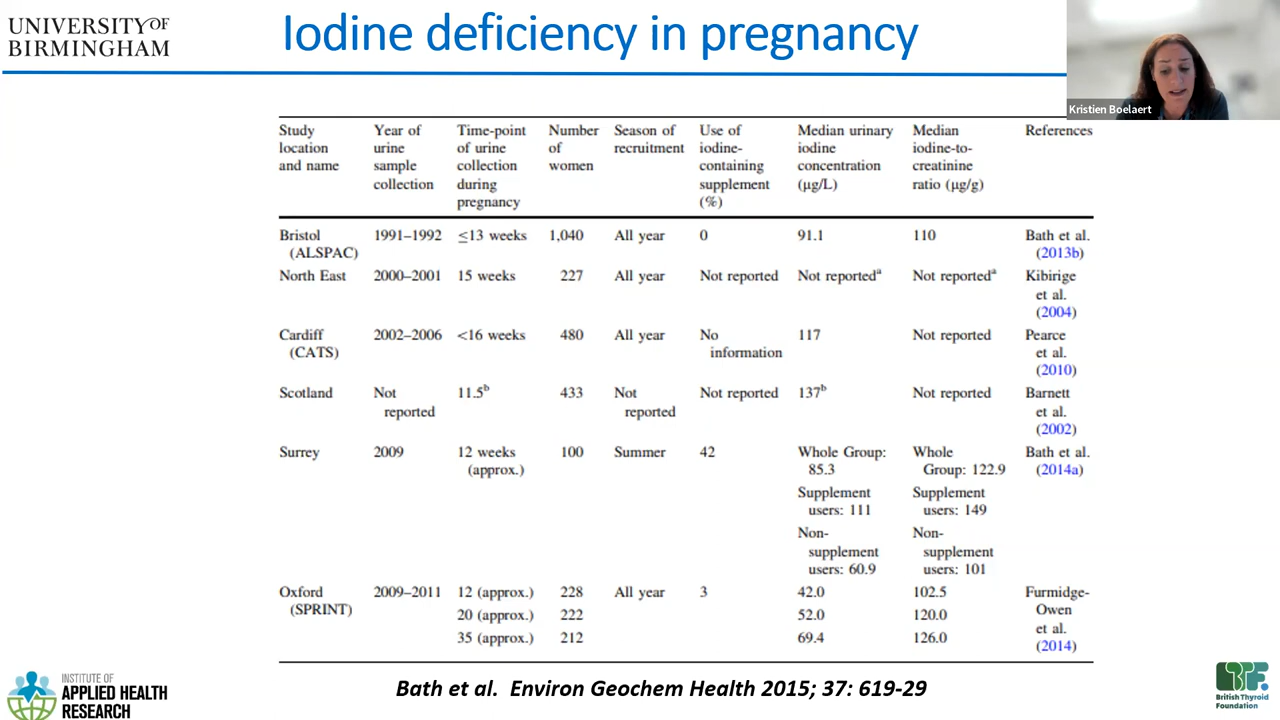 UNIVERSITY OF
BIRMINGHAM
Iodine deficiency in pregnancy
Kristien Boelaert
Study location and name
Year of urine sample collection
Time-point of urine collection during pregnancy
Number of women
Season of recruitment
Use of iodine-containing supplement (%)
Median urinary iodine concentration (µg/L)
Median iodine-to-creatinine ratio (µg/g)
References
Bristol (ALSPAC) 1991–1992 ≤13 weeks 1,040 All year 0 91.1 110 Bath et al. (2013b)
North East 2000–2001 15 weeks 227 All year Not reported Not reportedᵃ Not reportedᵃ Kibirige et al. (2004)
Cardiff (CATS) 2002–2006 <16 weeks 480 All year No information 117 Not reported Pearce et al. (2010)
Scotland Not reported 11.5ᵇ 433 Not reported Not reported 137ᵇ Not reported Barnett et al. (2002)
Surrey 2009 12 weeks (approx.) 100 Summer 42 Whole Group: 85.3 Whole Group: 122.9 Bath et al. (2014a)
Supplement users: 111 Supplement users: 149
Non-supplement users: 60.9 Non-supplement users: 101
Oxford (SPRINT) 2009–2011 12 (approx.) 228 All year 3 42.0 102.5 Furmidge-Owen et al. (2014)
20 (approx.) 222 52.0 120.0
35 (approx.) 212 69.4 126.0
Bath et al. Environ Geochem Health 2015; 37: 619-29
INSTITUTE OF
APPLIED HEALTH
RESEARCH
BTF
British Thyroid
Foundation